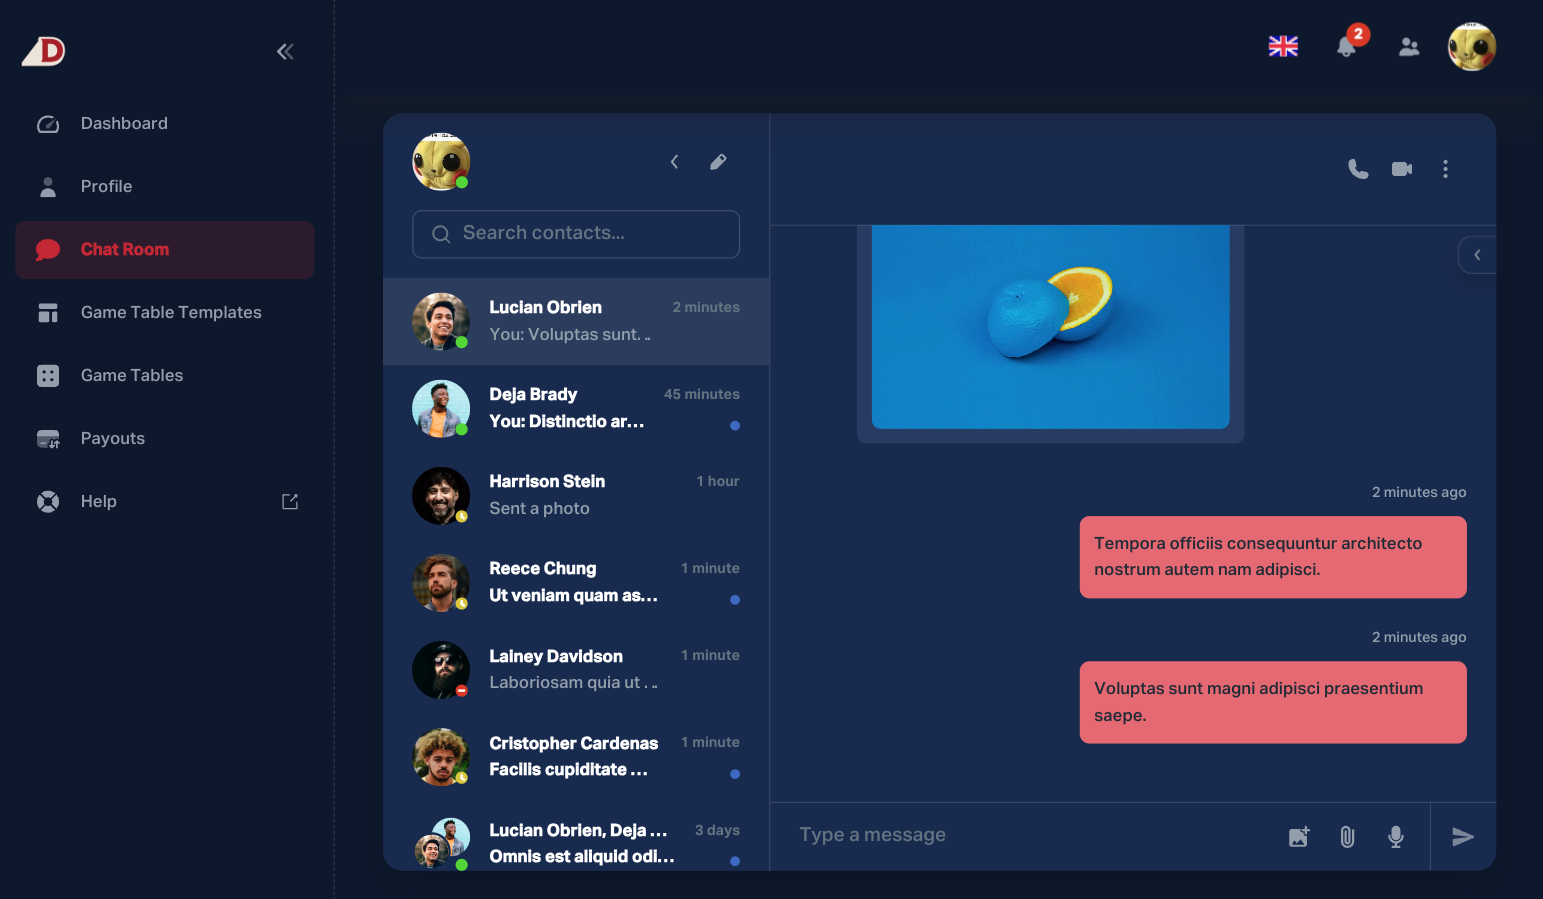 D
2
Dashboard
Profile
Chat Room
Game Table Templates
Game Tables
Payouts
Help
Search contacts...
Lucian Obrien
2 minutes
You: Voluptas sunt. ..
Deja Brady
45 minutes
You: Distinctio ar...
Harrison Stein
1 hour
Sent a photo
Reece Chung
1 minute
Ut veniam quam as...
Lainey Davidson
1 minute
Laboriosam quia ut . ..
Cristopher Cardenas
1 minute
Facilis cupiditate ...
Lucian Obrien, Deja ...
3 days
Omnis est aliquid odi...
2 minutes ago
Tempora officiis consequuntur architecto
nostrum autem nam adipisci.
2 minutes ago
Voluptas sunt magni adipisci praesentium
saepe.
Type a message